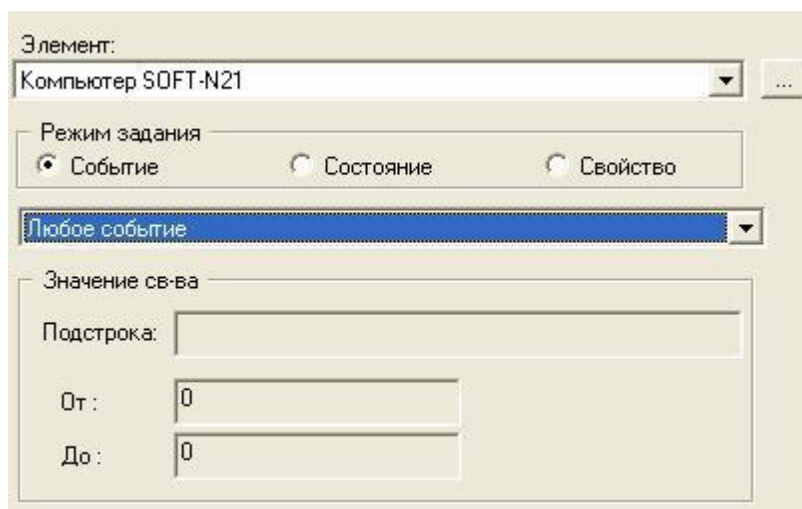 Элемент:
Компьютер SOFT-N21
...
Режим задания
Событие Состояние Свойство
Любое событие
Значение св-ва
Подстрока:
От : 0
До : 0